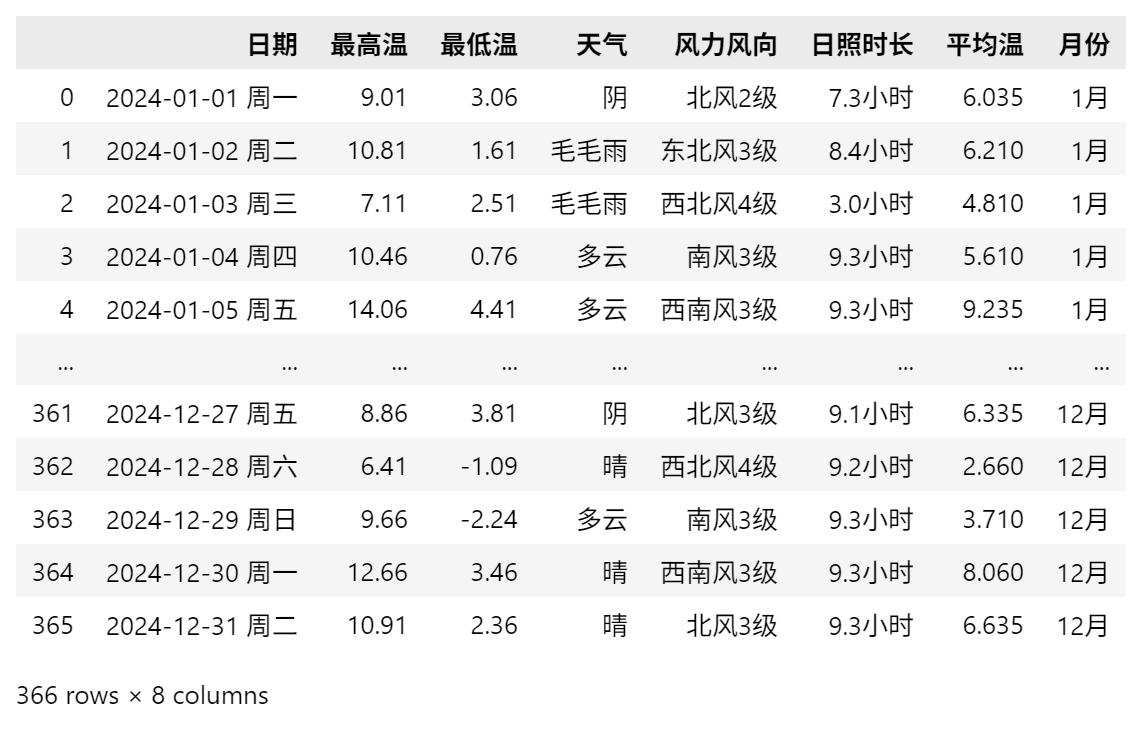 日期 最高温 最低温 天气 风力风向 日照时长 平均温 月份
0 2024-01-01 周一 9.01 3.06 阴 北风2级 7.3小时 6.035 1月
1 2024-01-02 周二 10.81 1.61 毛毛雨 东北风3级 8.4小时 6.210 1月
2 2024-01-03 周三 7.11 2.51 毛毛雨 西北风4级 3.0小时 4.810 1月
3 2024-01-04 周四 10.46 0.76 多云 南风3级 9.3小时 5.610 1月
4 2024-01-05 周五 14.06 4.41 多云 西南风3级 9.3小时 9.235 1月
... ... ... ... ... ... ... ... ...
361 2024-12-27 周五 8.86 3.81 阴 北风3级 9.1小时 6.335 12月
362 2024-12-28 周六 6.41 -1.09 晴 西北风4级 9.2小时 2.660 12月
363 2024-12-29 周日 9.66 -2.24 多云 南风3级 9.3小时 3.710 12月
364 2024-12-30 周一 12.66 3.46 晴 西南风3级 9.3小时 8.060 12月
365 2024-12-31 周二 10.91 2.36 晴 北风3级 9.3小时 6.635 12月
366 rows × 8 columns